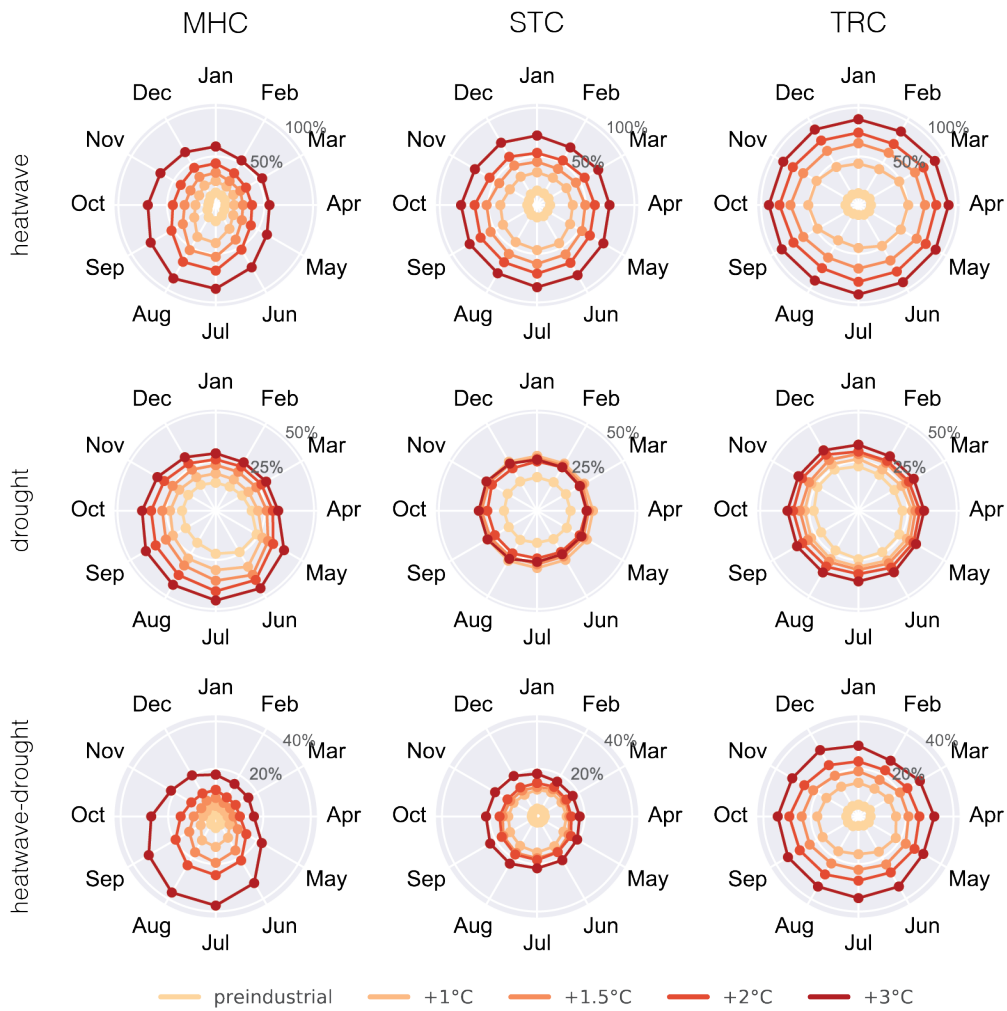 MHC STC TRC
heatwave
Jan
Dec Feb
Nov 100% Mar
50%
Oct Apr
Sep May
Aug Jun
Jul
Jan
Dec Feb
Nov 100% Mar
50%
Oct Apr
Sep May
Aug Jun
Jul
Jan
Dec Feb
Nov 100% Mar
50%
Oct Apr
Sep May
Aug Jun
Jul
drought
Jan
Dec Feb
Nov 50% Mar
25%
Oct Apr
Sep May
Aug Jun
Jul
Jan
Dec Feb
Nov 50% Mar
25%
Oct Apr
Sep May
Aug Jun
Jul
Jan
Dec Feb
Nov 50% Mar
25%
Oct Apr
Sep May
Aug Jun
Jul
heatwave-drought
Jan
Dec Feb
Nov 40% Mar
20%
Oct Apr
Sep May
Aug Jun
Jul
Jan
Dec Feb
Nov 40% Mar
20%
Oct Apr
Sep May
Aug Jun
Jul
Jan
Dec Feb
Nov 40% Mar
20%
Oct Apr
Sep May
Aug Jun
Jul
preindustrial +1°C +1.5°C +2°C +3°C